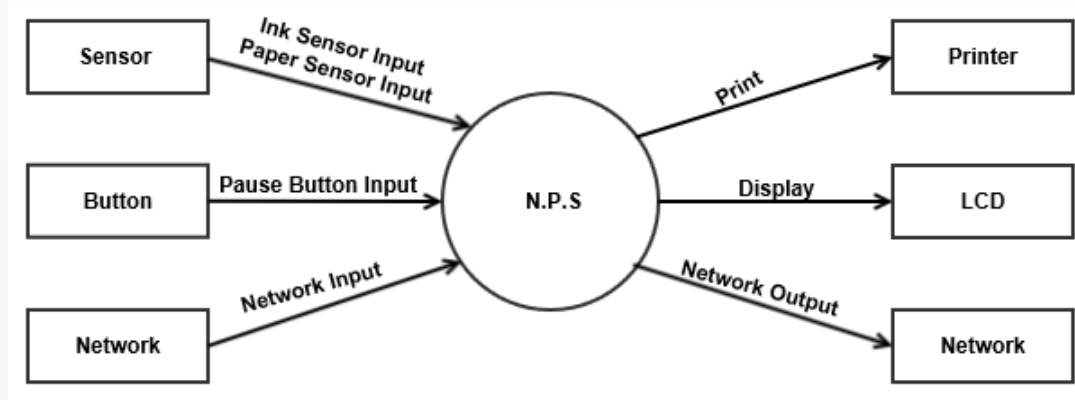 Sensor
Ink Sensor Input
Paper Sensor Input
Print
Printer
Button
Pause Button Input
N.P.S
Display
LCD
Network
Network Input
Network Output
Network